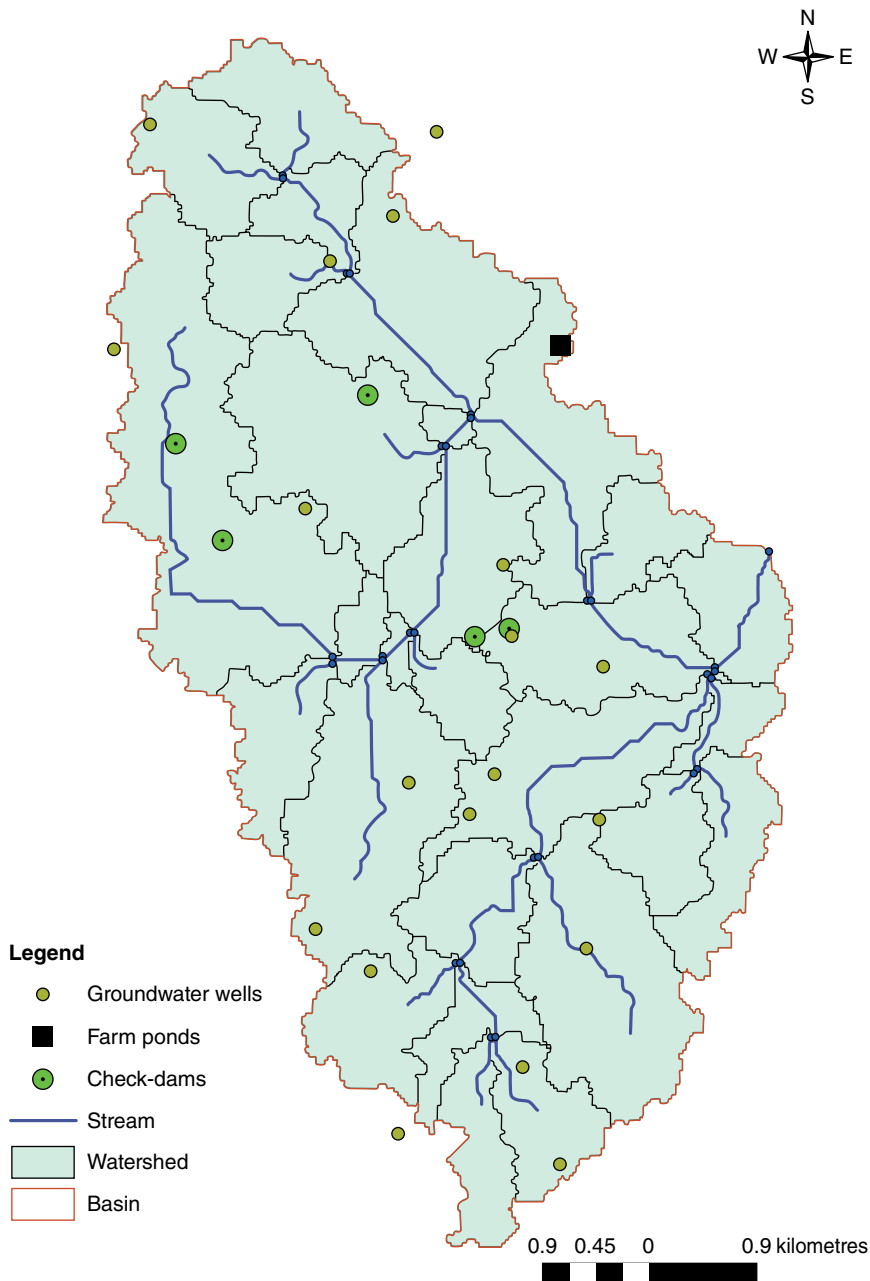 N
W E
S
Legend
Groundwater wells
Farm ponds
Check-dams
Stream
Watershed
Basin
0.9 0.45 0 0.9 kilometres